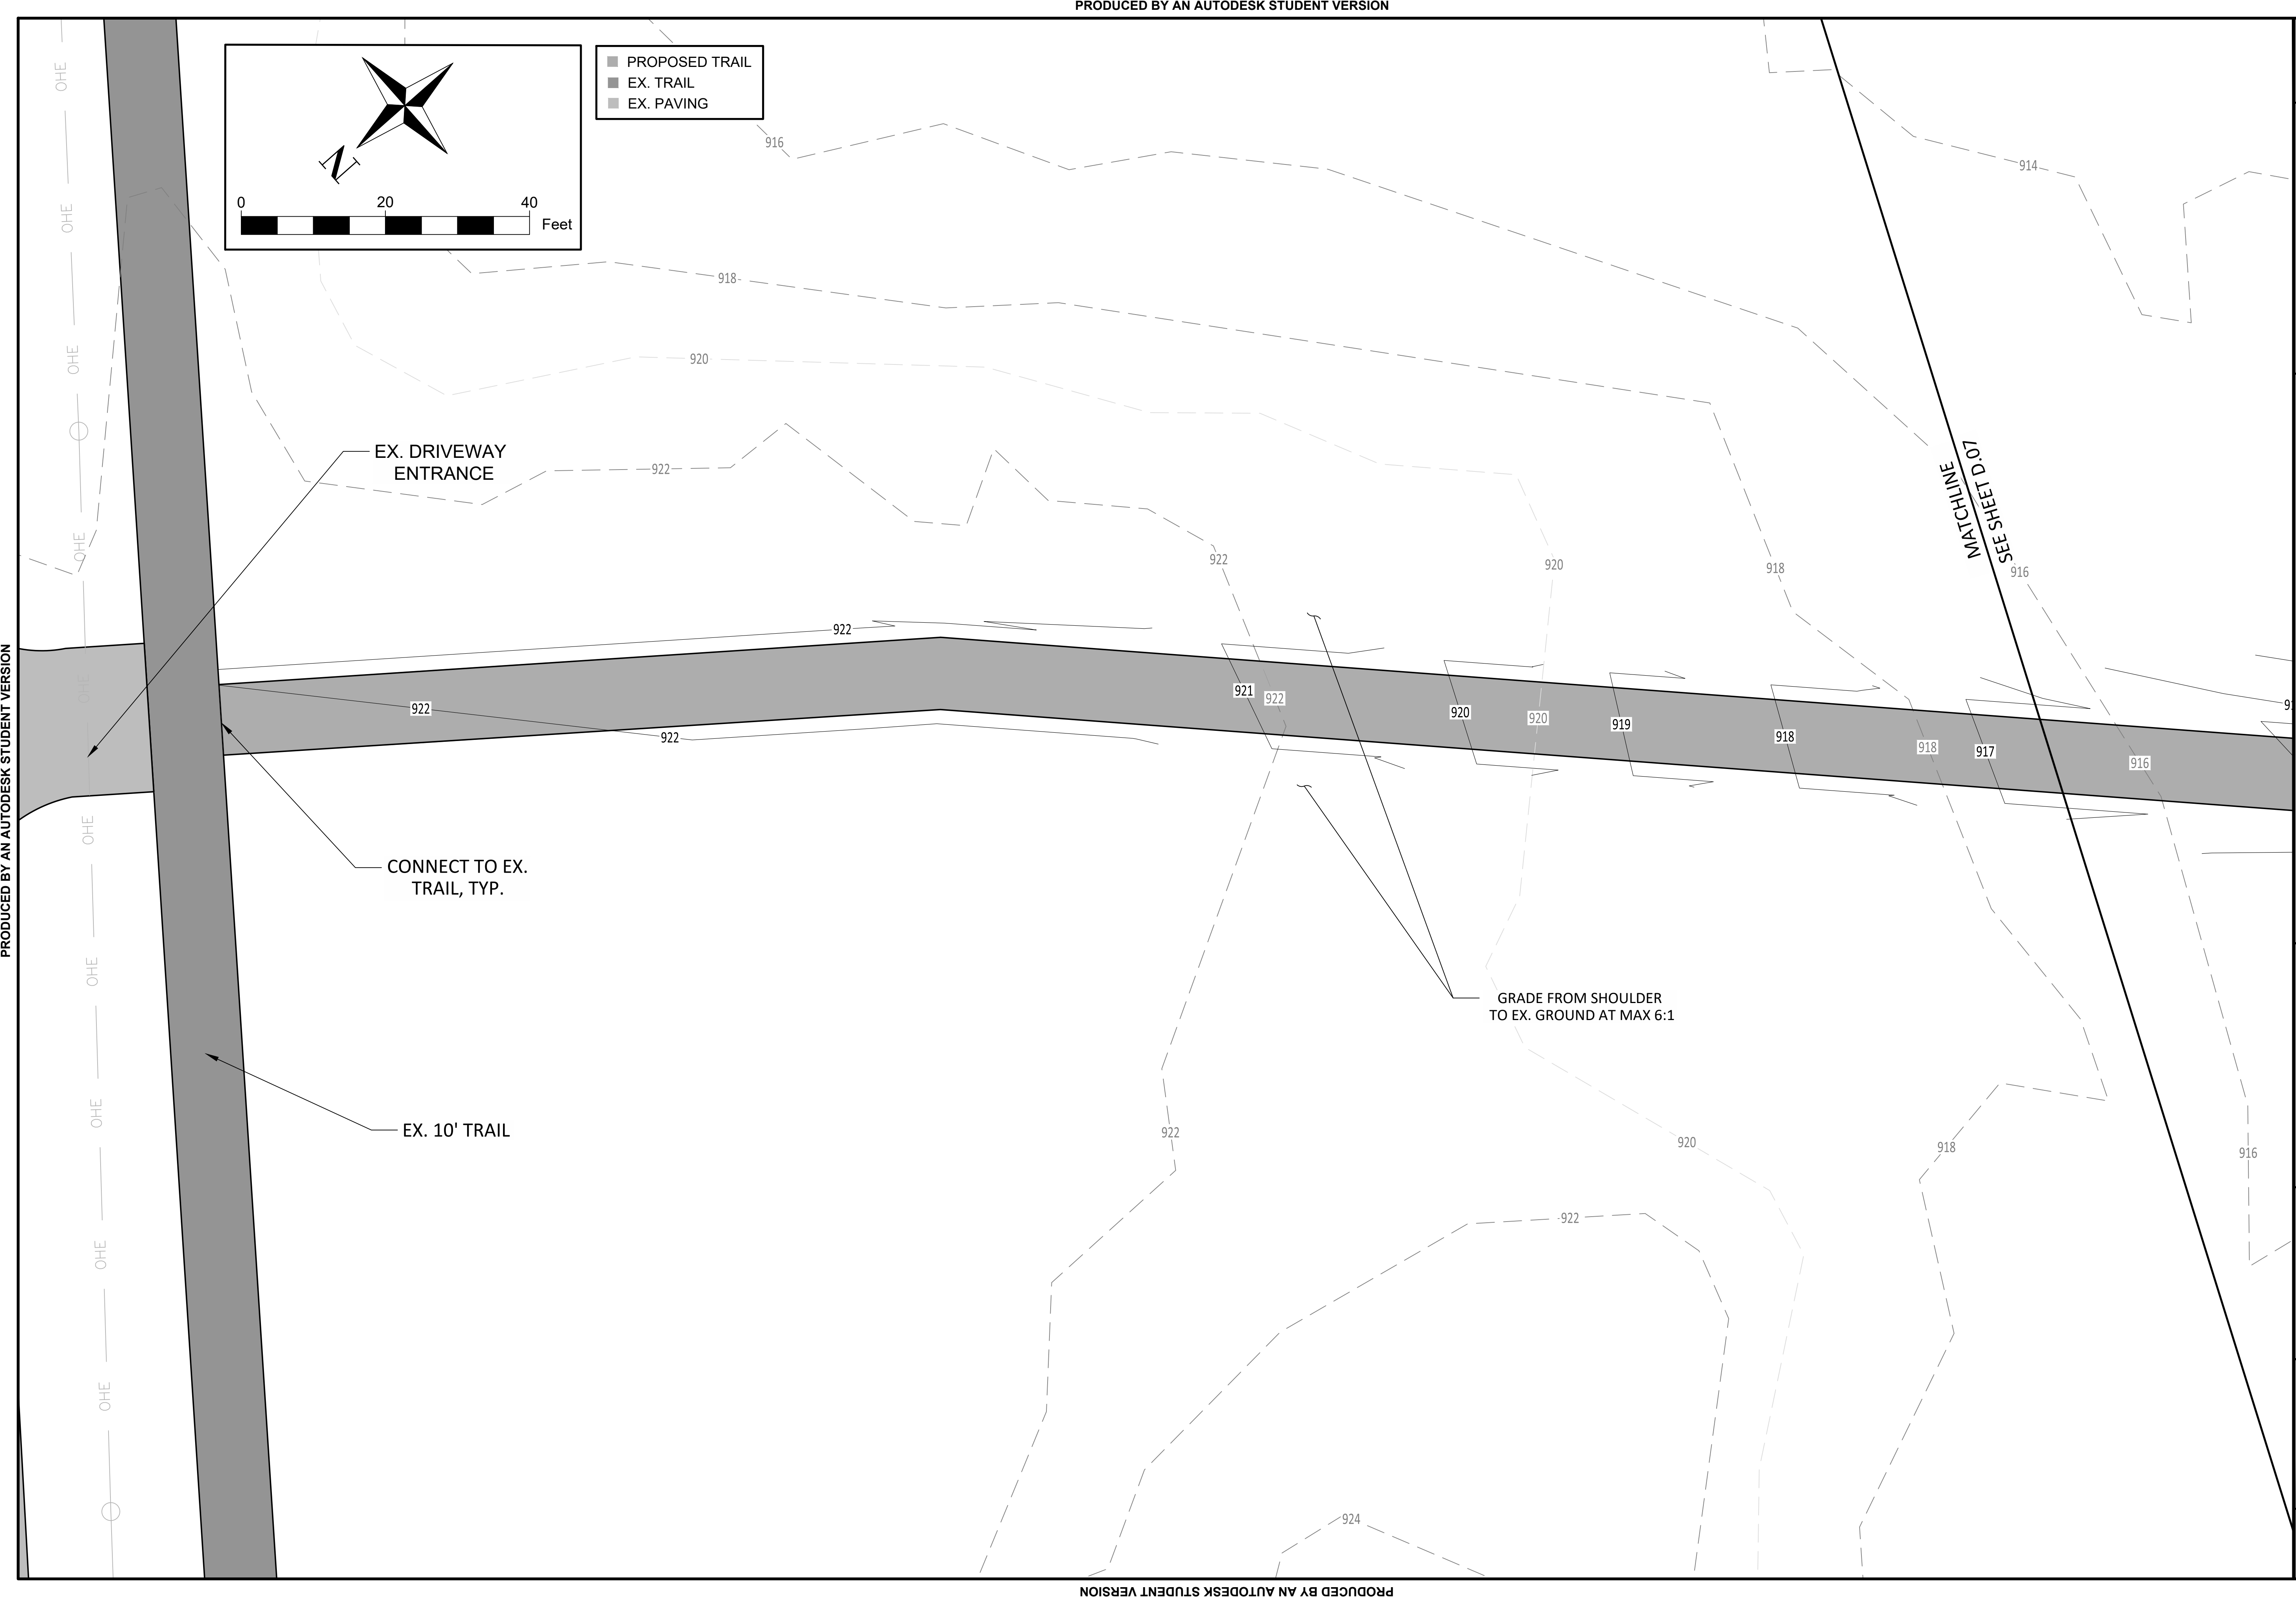 PRODUCED BY AN AUTODESK STUDENT VERSION
PROPOSED TRAIL
EX. TRAIL
EX. PAVING
N
0 20 40
Feet
OHE
OHE
OHE
OHE
OHE
OHE
OHE
OHE
OHE
OHE
916
914
918
920
922
EX. DRIVEWAY
ENTRANCE
MATCHLINE
SEE SHEET D.07
922
920
918
916
922
922
922
921
922
920
920
919
918
918
917
916
CONNECT TO EX.
TRAIL, TYP.
GRADE FROM SHOULDER
TO EX. GROUND AT MAX 6:1
EX. 10' TRAIL
922
920
918
916
922
924
PRODUCED BY AN AUTODESK STUDENT VERSION
PRODUCED BY AN AUTODESK STUDENT VERSION